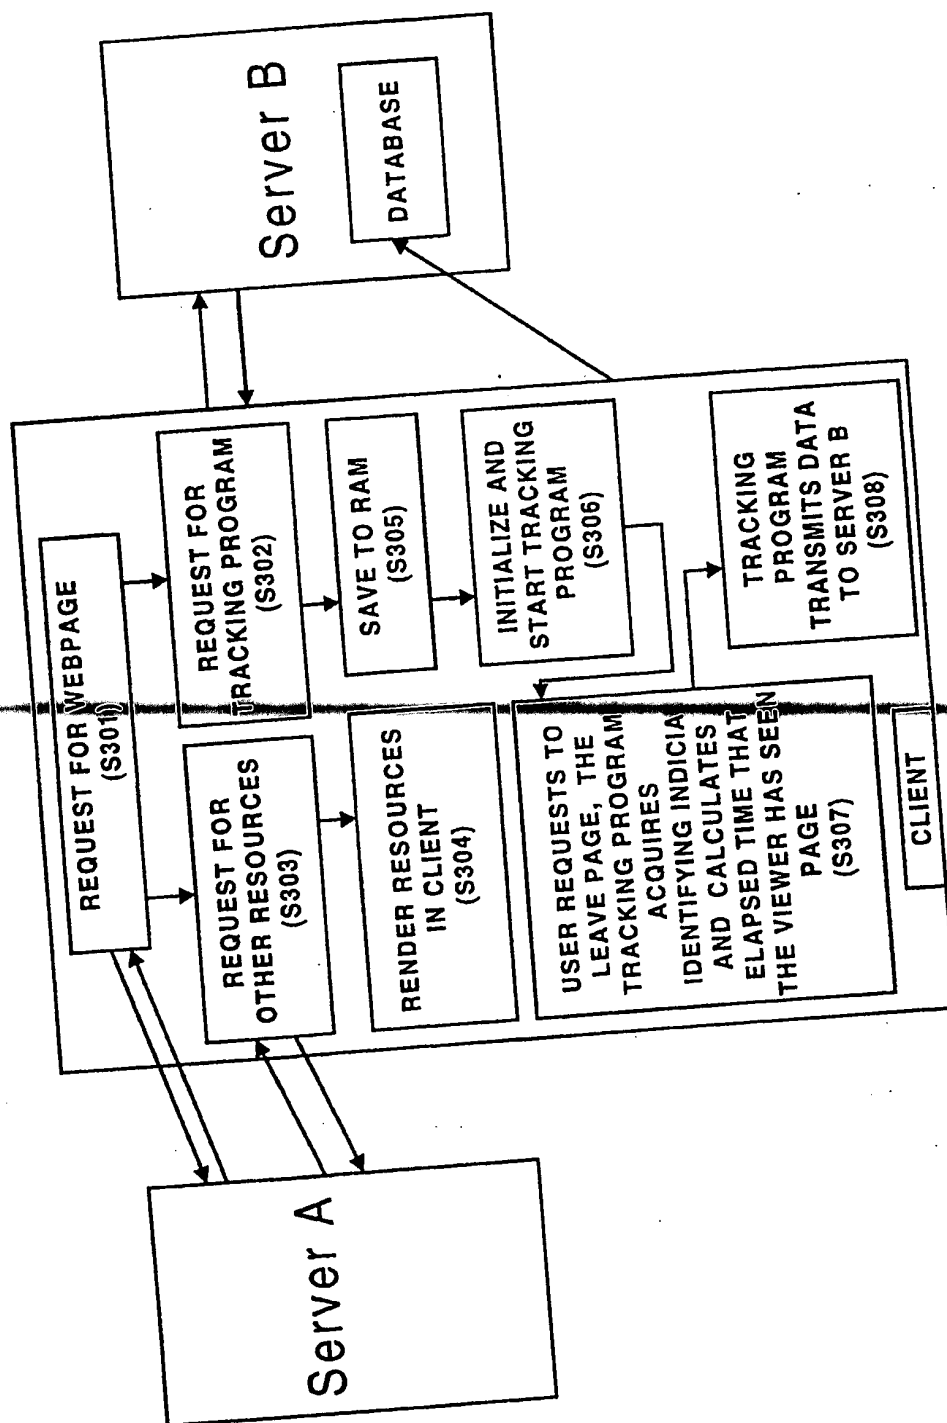 Server A
REQUEST FOR WEBPAGE
(S301)
REQUEST FOR
OTHER RESOURCES
(S303)
REQUEST FOR
TRACKING PROGRAM
(S302)
RENDER RESOURCES
IN CLIENT
(S304)
SAVE TO RAM
(S305)
INITIALIZE AND
START TRACKING
PROGRAM
(S306)
USER REQUESTS TO
LEAVE PAGE, THE
TRACKING PROGRAM
ACQUIRES
IDENTIFYING INDICIA
AND CALCULATES
ELAPSED TIME THAT
THE VIEWER HAS SEEN
PAGE
(S307)
TRACKING
PROGRAM
TRANSMITS DATA
TO SERVER B
(S308)
CLIENT
Server B
DATABASE